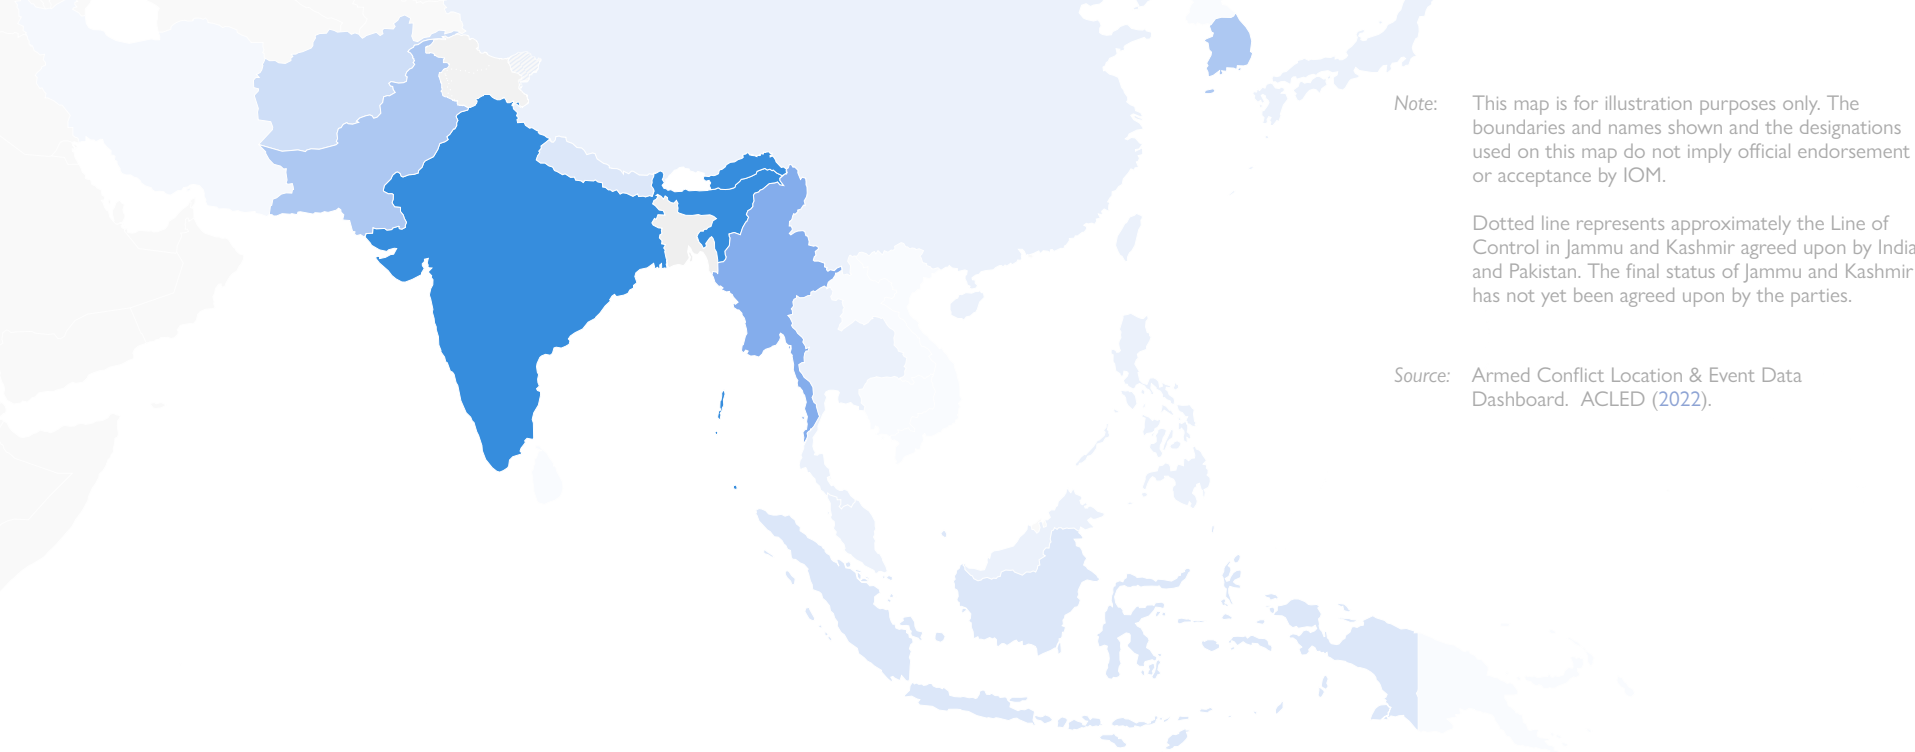 Note: This map is for illustration purposes only. The
boundaries and names shown and the designations
used on this map do not imply official endorsement
or acceptance by IOM.
Dotted line represents approximately the Line of
Control in Jammu and Kashmir agreed upon by India
and Pakistan. The final status of Jammu and Kashmir
has not yet been agreed upon by the parties.
Source: Armed Conflict Location & Event Data
Dashboard. ACLED (2022).